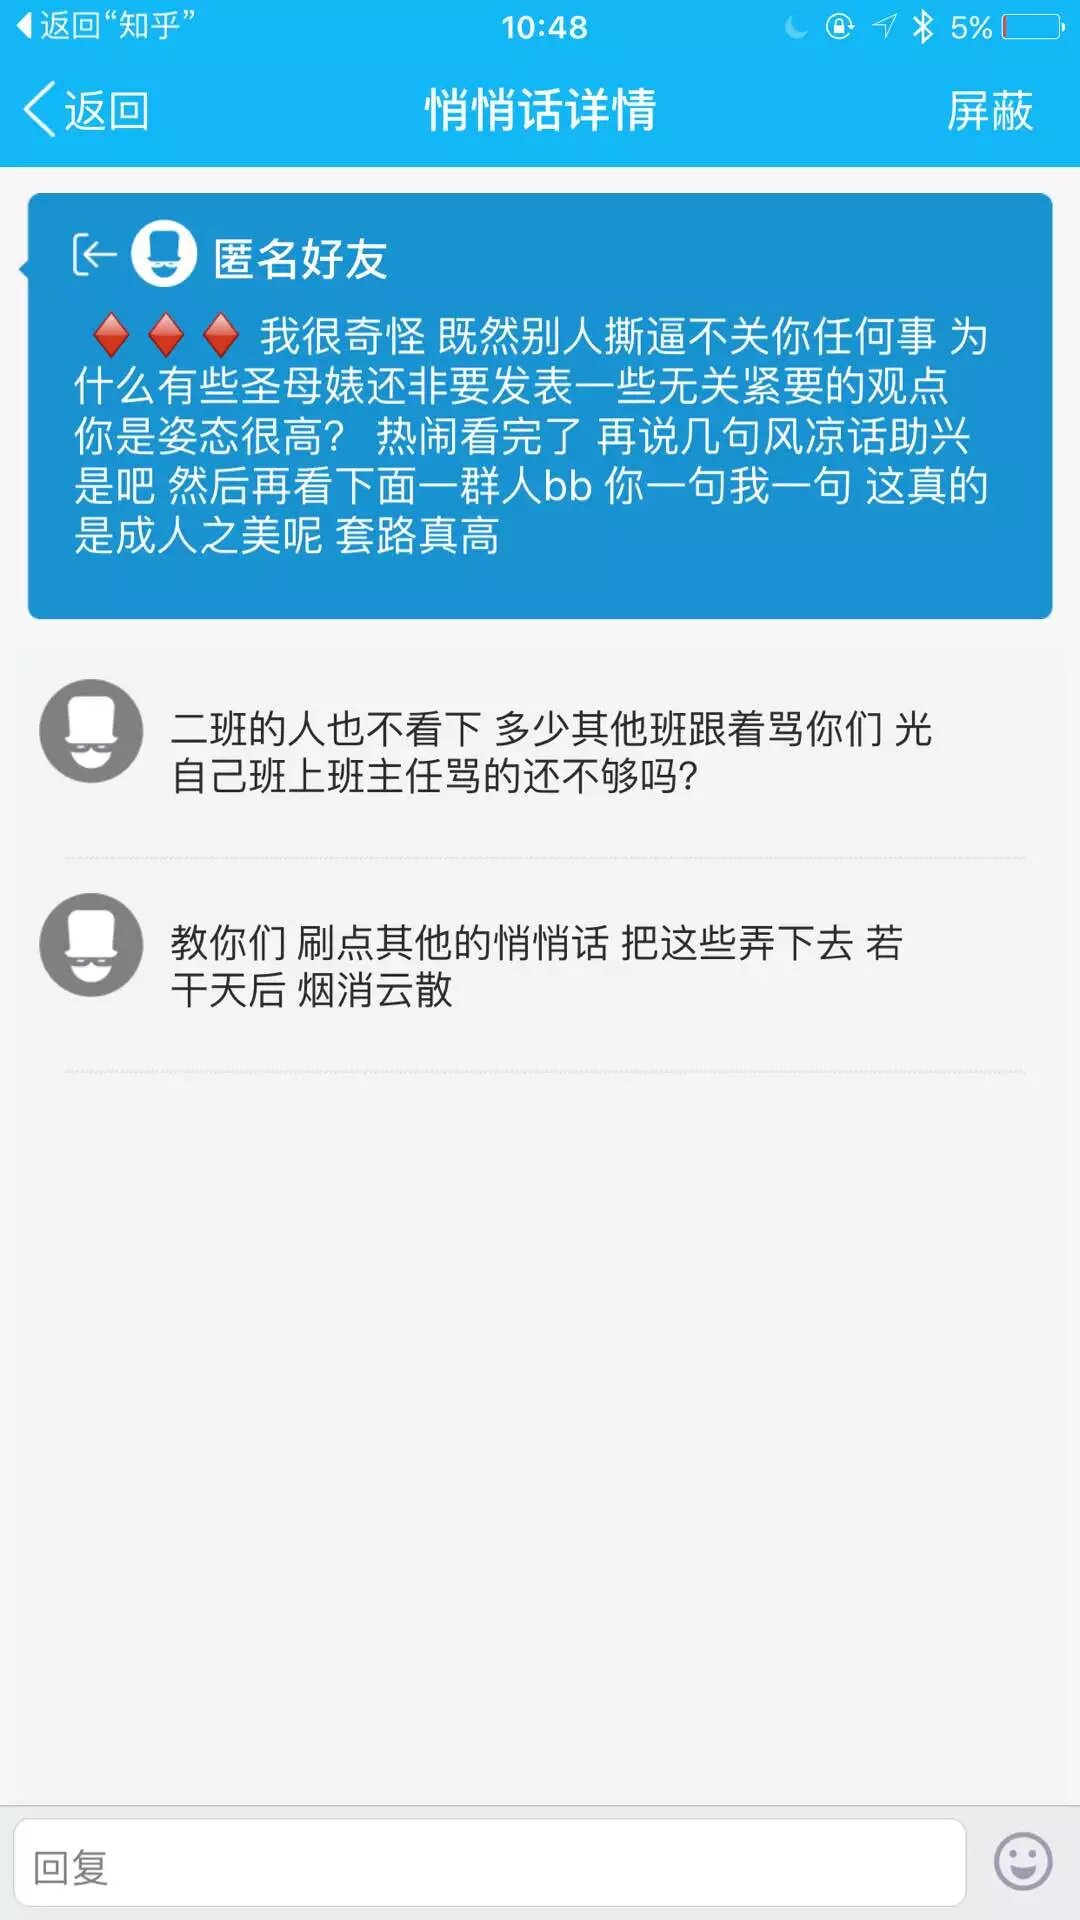 返回“知乎”
10:48
5%
返回
悄悄话详情
屏蔽
匿名好友
♦️ ♦️ ♦️ 我很奇怪 既然别人撕逼不关你任何事 为
什么有些圣母婊还非要发表一些无关紧要的观点
你是姿态很高？ 热闹看完了 再说几句风凉话助兴
是吧 然后再看下面一群人bb 你一句我一句 这真的
是成人之美呢 套路真高
二班的人也不看下 多少其他班跟着骂你们 光
自己班上班主任骂的还不够吗？
教你们 刷点其他的悄悄话 把这些弄下去 若
干天后 烟消云散
回复